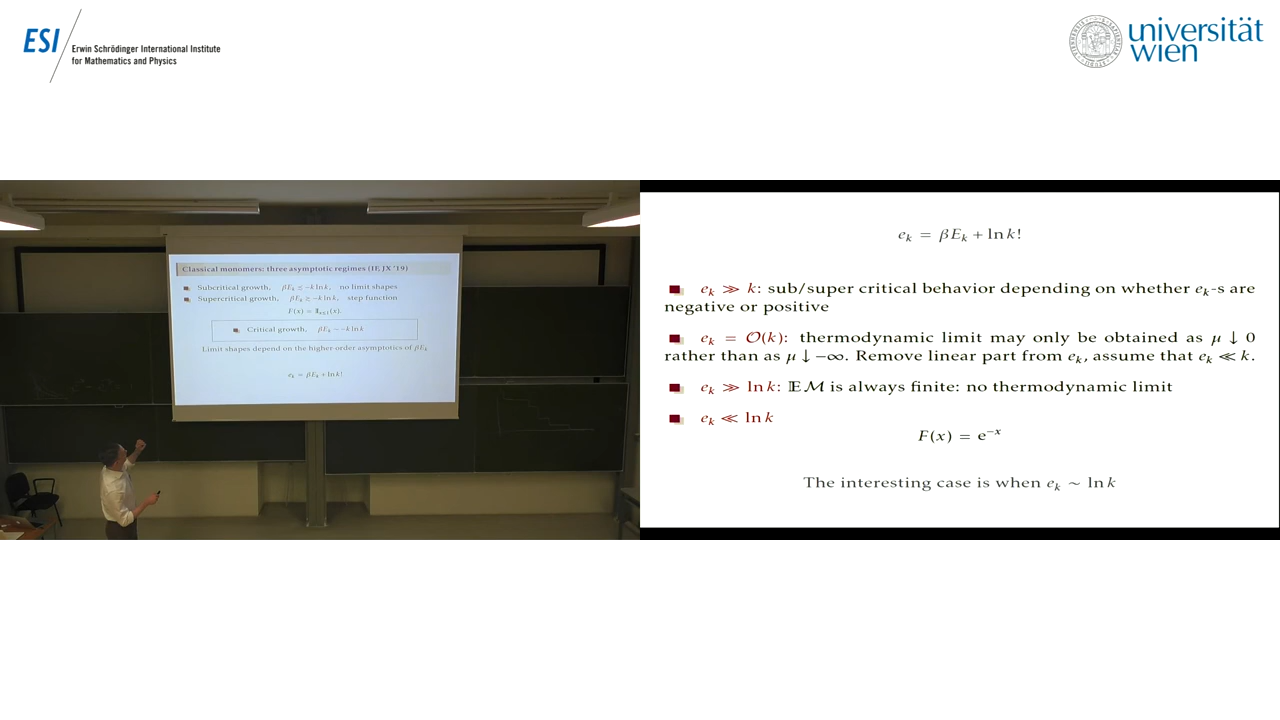 ESI
Erwin Schrödinger International Institute
for Mathematics and Physics
universität
wien
Classical monomers: three asymptotic regimes (IF, JX '19)
Subcritical growth, βE_k ≤ −k ln k, no limit shapes
Supercritical growth, βE_k ≥ −k ln k, step function
F(x) = 𝟙_{x≤1}(x).
Critical growth, βE_k ∼ −k ln k
Limit shapes depend on the higher-order asymptotics of βE_k
e_k = βE_k + ln k!
e_k = βE_k + ln k!
e_k ≫ k: sub/super critical behavior depending on whether e_k-s are
negative or positive
e_k = 𝒪(k): thermodynamic limit may only be obtained as μ ↓ 0
rather than as μ ↓ −∞. Remove linear part from e_k, assume that e_k ≪ k.
e_k ≫ ln k: 𝔼ℳ is always finite: no thermodynamic limit
e_k ≪ ln k
F(x) = e^{−x}
The interesting case is when e_k ∼ ln k